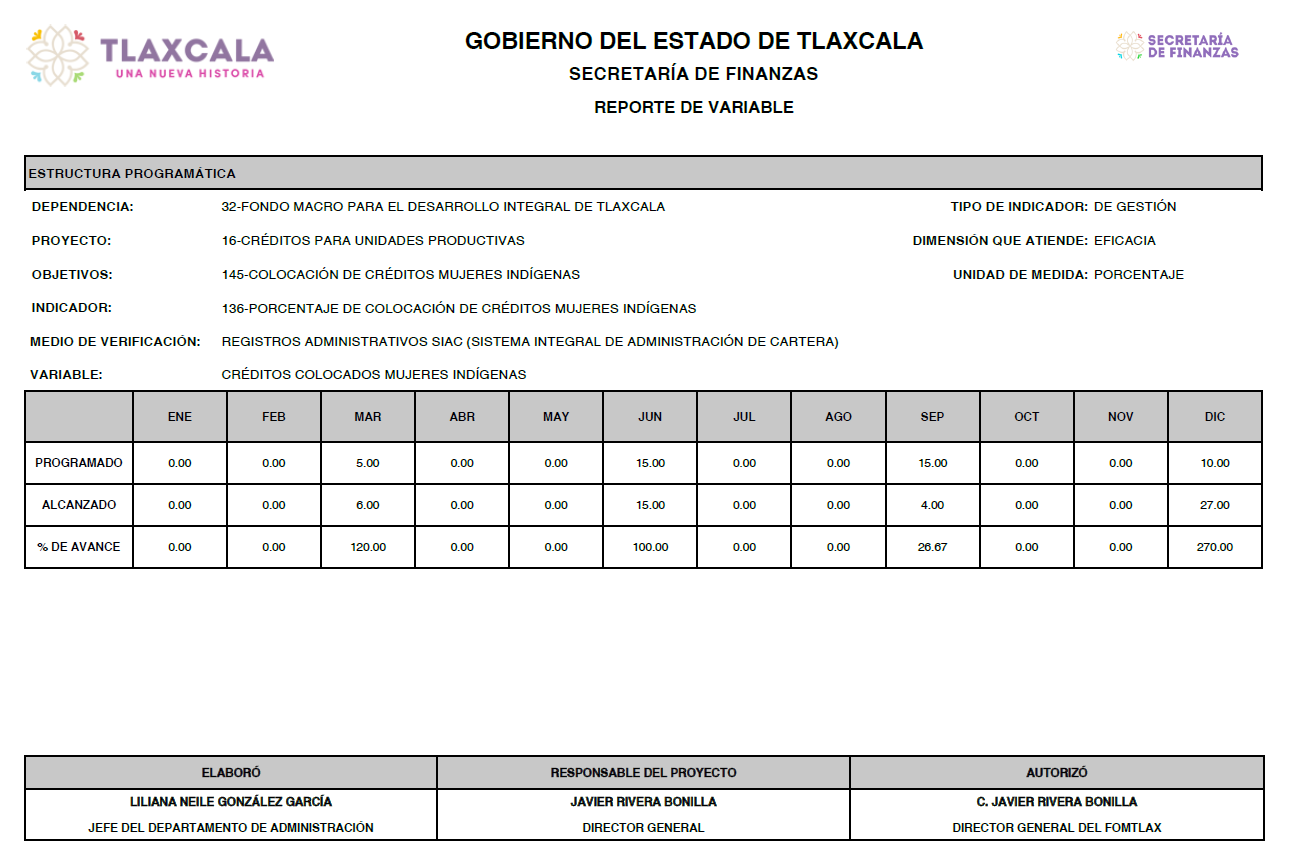 TLAXCALA
UNA NUEVA HISTORIA
GOBIERNO DEL ESTADO DE TLAXCALA
SECRETARÍA DE FINANZAS
REPORTE DE VARIABLE
SECRETARÍA
DE FINANZAS
ESTRUCTURA PROGRAMÁTICA
DEPENDENCIA: 32-FONDO MACRO PARA EL DESARROLLO INTEGRAL DE TLAXCALA TIPO DE INDICADOR: DE GESTIÓN
PROYECTO: 16-CRÉDITOS PARA UNIDADES PRODUCTIVAS DIMENSIÓN QUE ATIENDE: EFICACIA
OBJETIVOS: 145-COLOCACIÓN DE CRÉDITOS MUJERES INDÍGENAS UNIDAD DE MEDIDA: PORCENTAJE
INDICADOR: 136-PORCENTAJE DE COLOCACIÓN DE CRÉDITOS MUJERES INDÍGENAS
MEDIO DE VERIFICACIÓN: REGISTROS ADMINISTRATIVOS SIAC (SISTEMA INTEGRAL DE ADMINISTRACIÓN DE CARTERA)
VARIABLE: CRÉDITOS COLOCADOS MUJERES INDÍGENAS
ENE FEB MAR ABR MAY JUN JUL AGO SEP OCT NOV DIC
PROGRAMADO 0.00 0.00 5.00 0.00 0.00 15.00 0.00 0.00 15.00 0.00 0.00 10.00
ALCANZADO 0.00 0.00 6.00 0.00 0.00 15.00 0.00 0.00 4.00 0.00 0.00 27.00
% DE AVANCE 0.00 0.00 120.00 0.00 0.00 100.00 0.00 0.00 26.67 0.00 0.00 270.00
ELABORÓ RESPONSABLE DEL PROYECTO AUTORIZÓ
LILIANA NEILE GONZÁLEZ GARCÍA JAVIER RIVERA BONILLA C. JAVIER RIVERA BONILLA
JEFE DEL DEPARTAMENTO DE ADMINISTRACIÓN DIRECTOR GENERAL DIRECTOR GENERAL DEL FOMTLAX